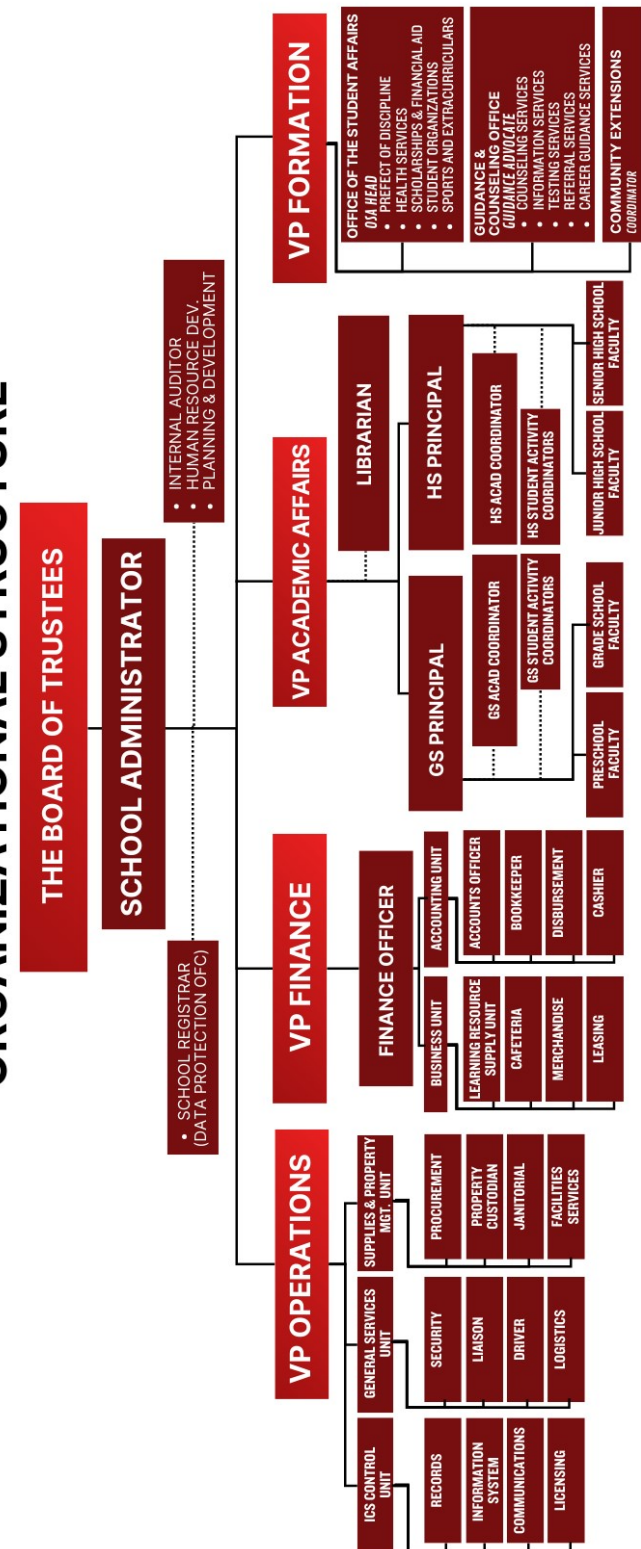 ORGANIZATIONAL STRUCTURE
THE BOARD OF TRUSTEES
SCHOOL ADMINISTRATOR
• SCHOOL REGISTRAR
(DATA PROTECTION OFC)
• INTERNAL AUDITOR
• HUMAN RESOURCE DEV.
• PLANNING & DEVELOPMENT
VP OPERATIONS
ICS CONTROL
UNIT
RECORDS
INFORMATION
SYSTEM
COMMUNICATIONS
LICENSING
GENERAL SERVICES
UNIT
SECURITY
LIAISON
DRIVER
LOGISTICS
SUPPLIES & PROPERTY
MGT. UNIT
PROCUREMENT
PROPERTY
CUSTODIAN
JANITORIAL
FACILITIES
SERVICES
VP FINANCE
FINANCE OFFICER
BUSINESS UNIT
LEARNING RESOURCE
SUPPLY UNIT
CAFETERIA
MERCHANDISE
LEASING
ACCOUNTING UNIT
ACCOUNTS OFFICER
BOOKKEEPER
DISBURSEMENT
CASHIER
VP ACADEMIC AFFAIRS
LIBRARIAN
GS PRINCIPAL
GS ACAD COORDINATOR
GS STUDENT ACTIVITY
COORDINATORS
PRESCHOOL
FACULTY
GRADE SCHOOL
FACULTY
HS PRINCIPAL
HS ACAD COORDINATOR
HS STUDENT ACTIVITY
COORDINATORS
JUNIOR HIGH SCHOOL
FACULTY
SENIOR HIGH SCHOOL
FACULTY
VP FORMATION
OFFICE OF THE STUDENT AFFAIRS
OSA HEAD
• PREFECT OF DISCIPLINE
• HEALTH SERVICES
• SCHOLARSHIPS & FINANCIAL AID
• STUDENT ORGANIZATIONS
• SPORTS AND EXTRACURRICULARS
GUIDANCE &
COUNSELING OFFICE
GUIDANCE ADVOCATE
• COUNSELING SERVICES
• INFORMATION SERVICES
• TESTING SERVICES
• REFERRAL SERVICES
• CAREER GUIDANCE SERVICES
COMMUNITY EXTENSIONS
COORDINATOR